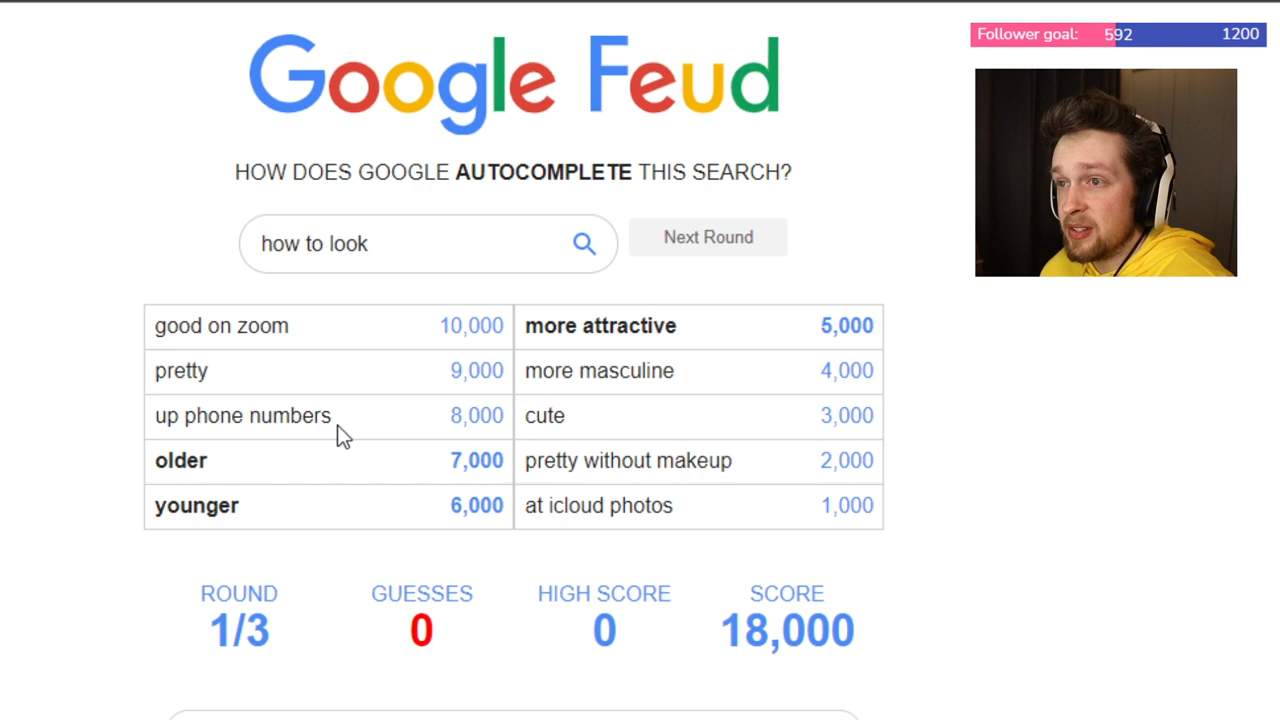 Follower goal: 592 1200
Google Feud
HOW DOES GOOGLE AUTOCOMPLETE THIS SEARCH?
how to look
Next Round
good on zoom 10,000 more attractive 5,000
pretty 9,000 more masculine 4,000
up phone numbers 8,000 cute 3,000
older 7,000 pretty without makeup 2,000
younger 6,000 at icloud photos 1,000
ROUND GUESSES HIGH SCORE SCORE
1/3 0 0 18,000